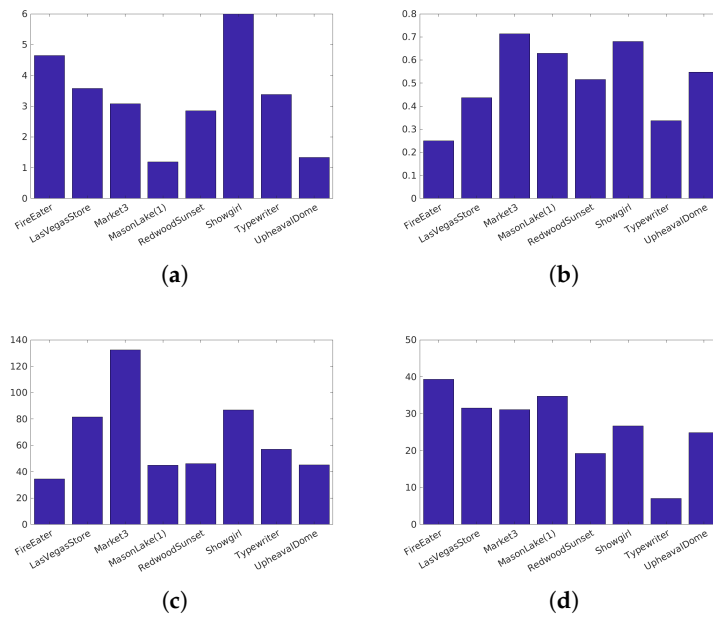 6
5
4
3
2
1
0
FireEater
LasVegasStore
Market3
MasonLake(1)
RedwoodSunset
Showgirl
Typewriter
UpheavalDome
(a)
0.8
0.7
0.6
0.5
0.4
0.3
0.2
0.1
0
FireEater
LasVegasStore
Market3
MasonLake(1)
RedwoodSunset
Showgirl
Typewriter
UpheavalDome
(b)
140
120
100
80
60
40
20
0
FireEater
LasVegasStore
Market3
MasonLake(1)
RedwoodSunset
Showgirl
Typewriter
UpheavalDome
(c)
50
40
30
20
10
0
FireEater
LasVegasStore
Market3
MasonLake(1)
RedwoodSunset
Showgirl
Typewriter
UpheavalDome
(d)